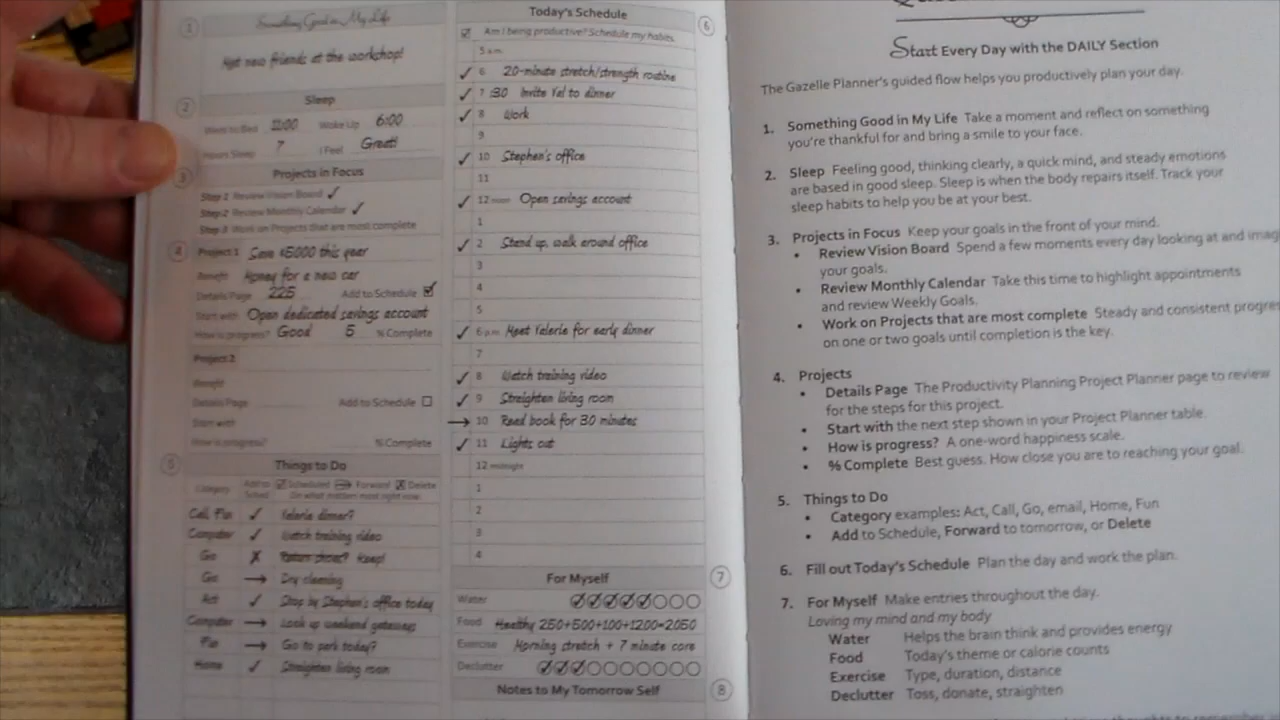 1
Something Good in My Life
Met new friends at the workshop!
2
Sleep
Went to Bed 11:00 Wake Up 6:00
Hours Sleep 7 I Feel Great!
3
Projects in Focus
Step 1 Review Vision Board ✓
Step 2 Review Monthly Calendar ✓
Step 3 Work on Projects that are most complete
4
Project 1 Save $5000 this year
Benefit Money for a new car
Details Page 225 Add to Schedule ☑
Start with Open dedicated savings account
How is progress? Good 5 % Complete
Project 2
Benefit
Details Page Add to Schedule ☐
Start with
How is progress? % Complete
5
Things to Do
Category Add to Sched ☑ Scheduled → Forward ☒ Delete
Do what matters most right now.
Call, Fun ✓ Valerie dinner?
Computer ✓ Watch training video
Go ✗ Return shoes? Keep!
Go → Dry cleaning
Act ✓ Stop by Stephen's office today
Computer → Look up weekend getaways
Fun → Go to park today?
Home ✓ Straighten living room
Today's Schedule
6
☑ Am I being productive? Schedule my habits.
5 a.m.
✓ 6 20-minute stretch/strength routine
✓ 7 :30 Invite Val to dinner
✓ 8 Work
9
✓ 10 Stephen's office
11
✓ 12 noon Open savings account
1
✓ 2 Stand up, walk around office
3
4
5
✓ 6 p.m. Meet Valerie for early dinner
7
✓ 8 Watch training video
✓ 9 Straighten living room
→ 10 Read book for 30 minutes
✓ 11 Lights out
12 midnight
1
2
3
4
For Myself
7
Water
Food Healthy 250+500+100+1200=2050
Exercise Morning stretch + 7 minute core
Declutter
Notes to My Tomorrow Self
8
Start Every Day with the DAILY Section
The Gazelle Planner's guided flow helps you productively plan your day.
1. Something Good in My Life Take a moment and reflect on something
you're thankful for and bring a smile to your face.
2. Sleep Feeling good, thinking clearly, a quick mind, and steady emotions
are based in good sleep. Sleep is when the body repairs itself. Track your
sleep habits to help you be at your best.
3. Projects in Focus Keep your goals in the front of your mind.
• Review Vision Board Spend a few moments every day looking at and imag
your goals.
• Review Monthly Calendar Take this time to highlight appointments
and review Weekly Goals.
• Work on Projects that are most complete Steady and consistent progre
on one or two goals until completion is the key.
4. Projects
• Details Page The Productivity Planning Project Planner page to review
for the steps for this project.
• Start with the next step shown in your Project Planner table.
• How is progress? A one-word happiness scale.
• % Complete Best guess. How close you are to reaching your goal.
5. Things to Do
• Category examples: Act, Call, Go, email, Home, Fun
• Add to Schedule, Forward to tomorrow, or Delete
6. Fill out Today's Schedule Plan the day and work the plan.
7. For Myself Make entries throughout the day.
Loving my mind and my body
Water Helps the brain think and provides energy
Food Today's theme or calorie counts
Exercise Type, duration, distance
Declutter Toss, donate, straighten